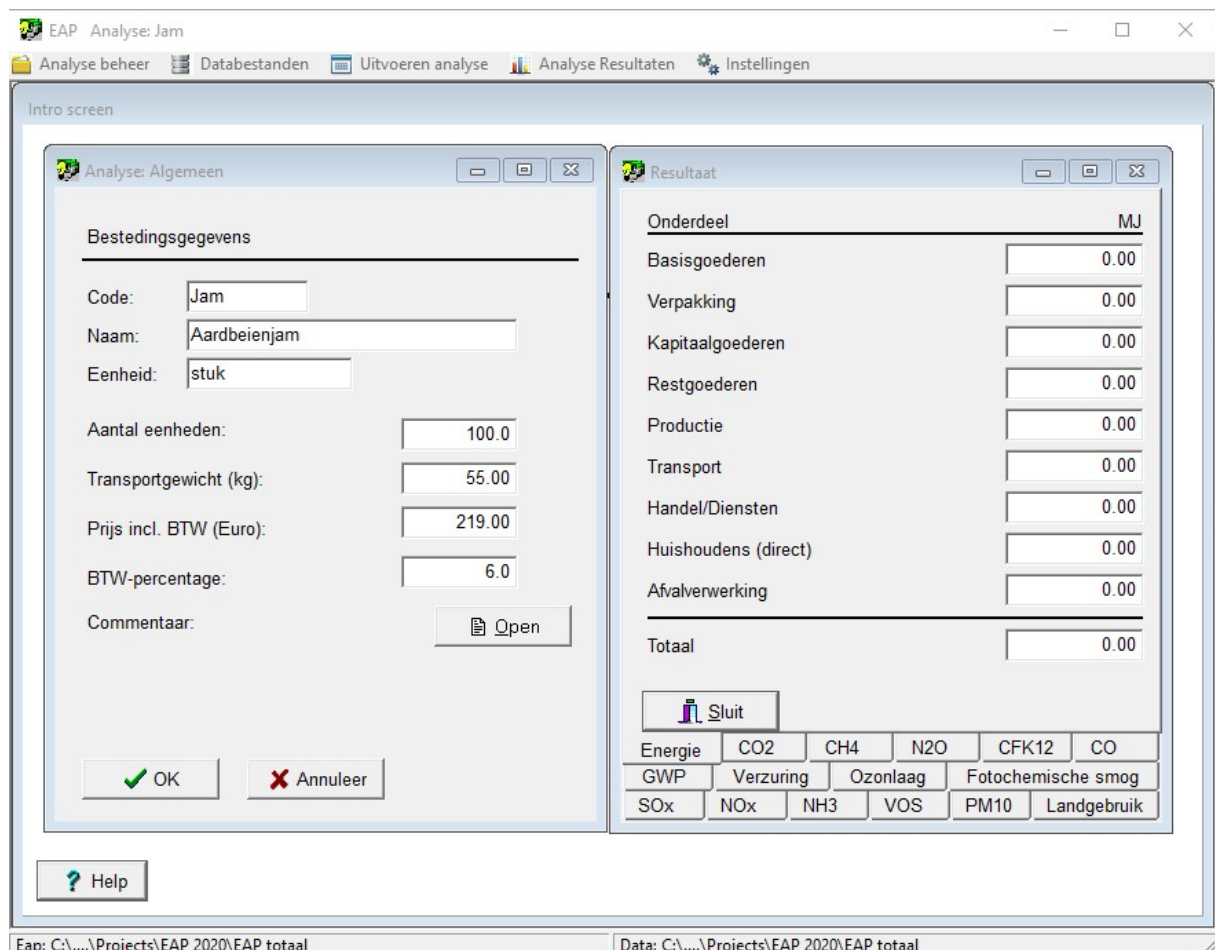 EAP Analyse: Jam
Analyse beheer Databestanden Uitvoeren analyse Analyse Resultaten Instellingen
Intro screen
Analyse: Algemeen
Bestedingsgegevens
Code: Jam
Naam: Aardbeienjam
Eenheid: stuk
Aantal eenheden: 100.0
Transportgewicht (kg): 55.00
Prijs incl. BTW (Euro): 219.00
BTW-percentage: 6.0
Commentaar: Open
OK Annuleer
Resultaat
Onderdeel MJ
Basisgoederen 0.00
Verpakking 0.00
Kapitaalgoederen 0.00
Restgoederen 0.00
Productie 0.00
Transport 0.00
Handel/Diensten 0.00
Huishoudens (direct) 0.00
Afvalverwerking 0.00
Totaal 0.00
Sluit
Energie CO2 CH4 N2O CFK12 CO
GWP Verzuring Ozonlaag Fotochemische smog
SOx NOx NH3 VOS PM10 Landgebruik
? Help
Eap: C:\....\Projects\EAP 2020\EAP totaal Data: C:\....\Projects\EAP 2020\EAP totaal